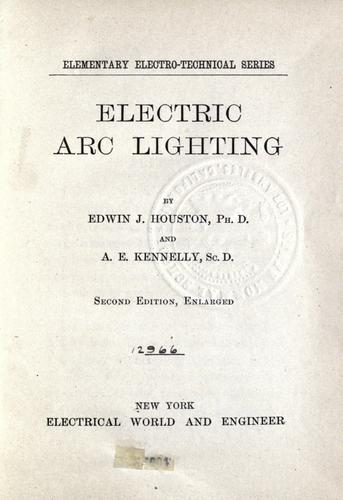 ELEMENTARY ELECTRO-TECHNICAL SERIES
ELECTRIC
ARC LIGHTING
BY
EDWIN J. HOUSTON, PH. D.
AND
A. E. KENNELLY, SC. D.
SECOND EDITION, ENLARGED
12966
NEW YORK
ELECTRICAL WORLD AND ENGINEER